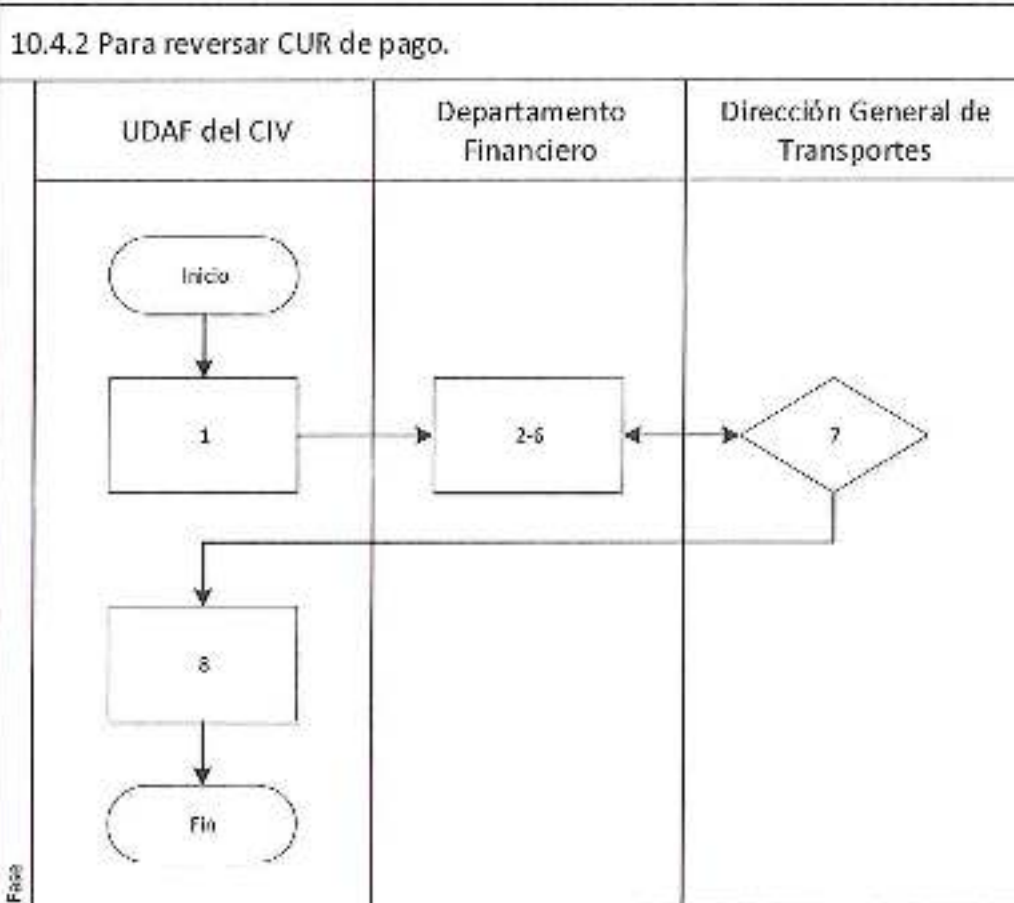 10.4.2 Para reversar CUR de pago.
UDAF del CIV
Departamento
Financiero
Dirección General de
Transportes
Inicio
1
2-6
7
8
Fin
Fase